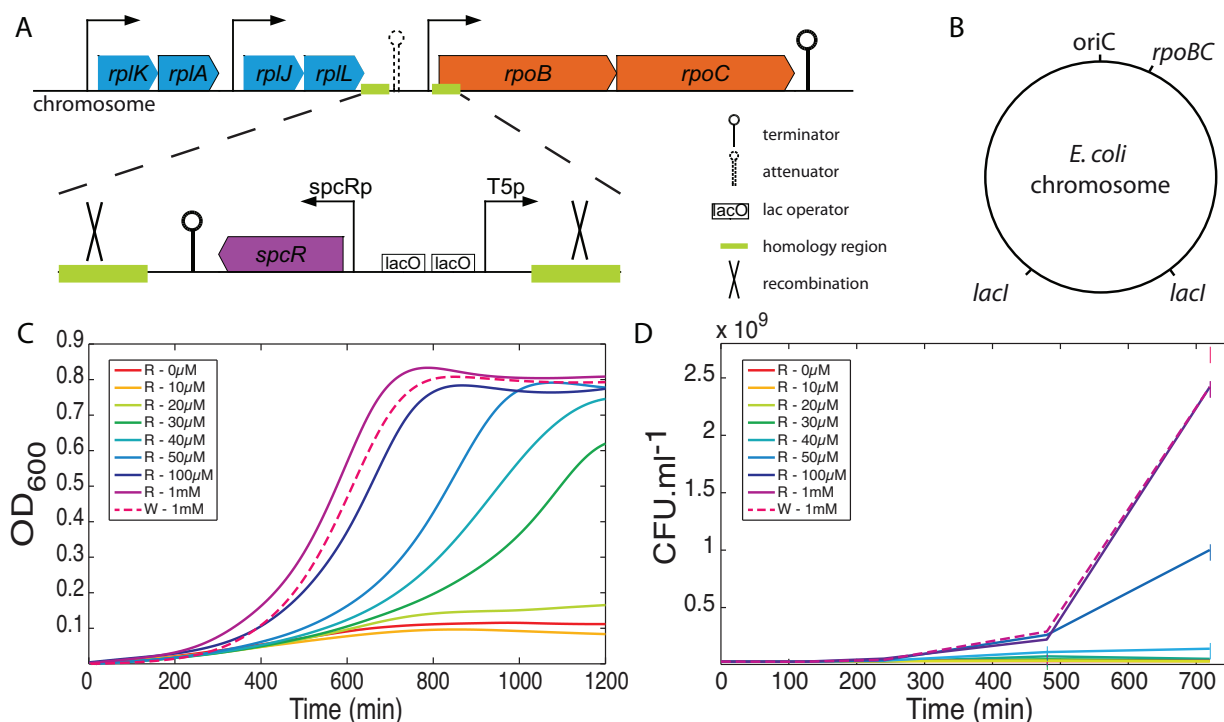 A
rplK rplA rplJ rplL rpoB rpoC
chromosome
spcRp T5p
spcR lacO lacO
terminator
attenuator
lacO lac operator
homology region
recombination
B
oriC rpoBC
E. coli
chromosome
lacI lacI
C
OD600
0.9
0.8
0.7
0.6
0.5
0.4
0.3
0.2
0.1
R - 0µM
R - 10µM
R - 20µM
R - 30µM
R - 40µM
R - 50µM
R - 100µM
R - 1mM
W - 1mM
0 200 400 600 800 1000 1200
Time (min)
D
x 10^9
CFU.ml-1
2.5
2
1.5
1
0.5
R - 0µM
R - 10µM
R - 20µM
R - 30µM
R - 40µM
R - 50µM
R - 100µM
R - 1mM
W - 1mM
0 100 200 300 400 500 600 700
Time (min)